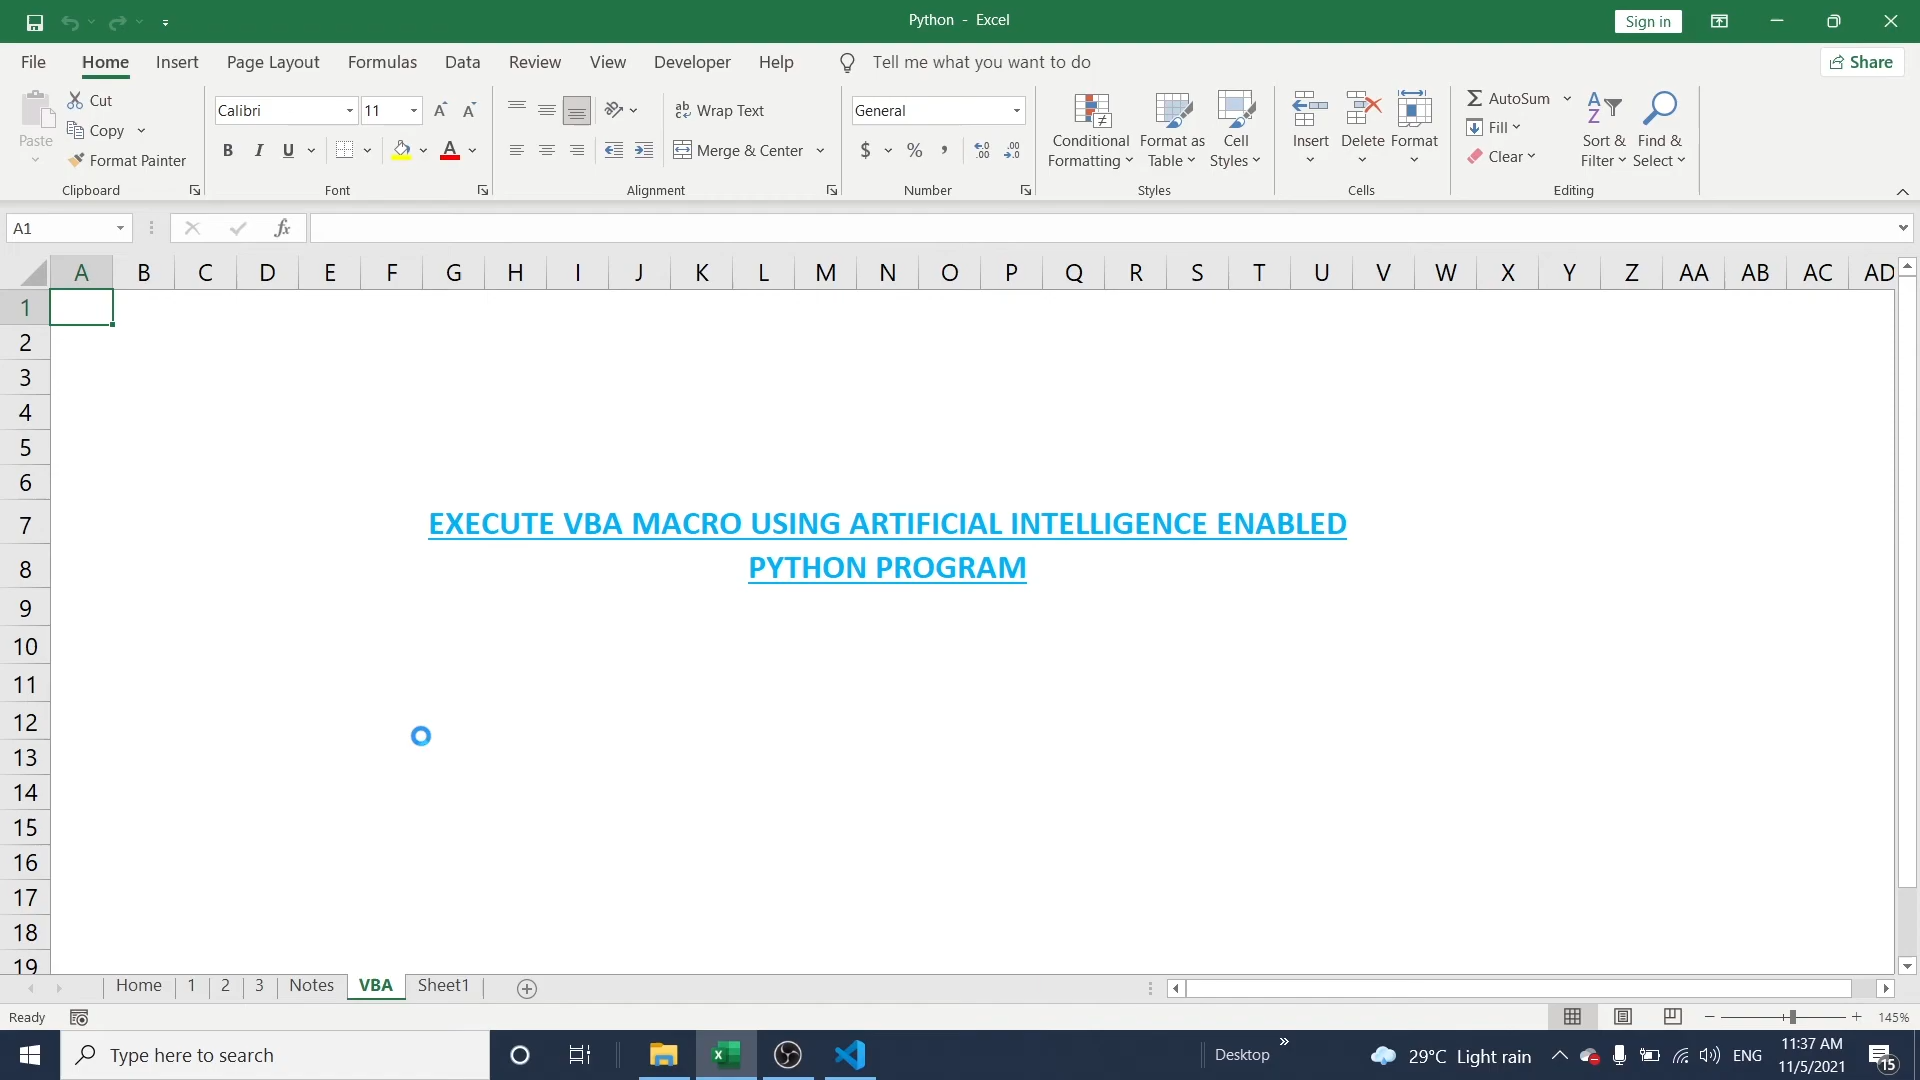 Python - Excel
Sign in
File Home Insert Page Layout Formulas Data Review View Developer Help Tell me what you want to do Share
Paste
Cut
Copy
Format Painter
Clipboard
Calibri 11
B I U
Font
Wrap Text
Merge & Center
Alignment
General
$ % ,
Number
Conditional Formatting
Format as Table
Cell Styles
Styles
Insert Delete Format
Cells
AutoSum
Fill
Clear
Sort & Filter
Find & Select
Editing
A1
fx
A B C D E F G H I J K L M N O P Q R S T U V W X Y Z AA AB AC AD
1
2
3
4
5
6
7
EXECUTE VBA MACRO USING ARTIFICIAL INTELLIGENCE ENABLED
8
PYTHON PROGRAM
9
10
11
12
13
14
15
16
17
18
19
Home 1 2 3 Notes VBA Sheet1
Ready
145%
Type here to search
Desktop
29°C Light rain
ENG
11:37 AM
11/5/2021
15